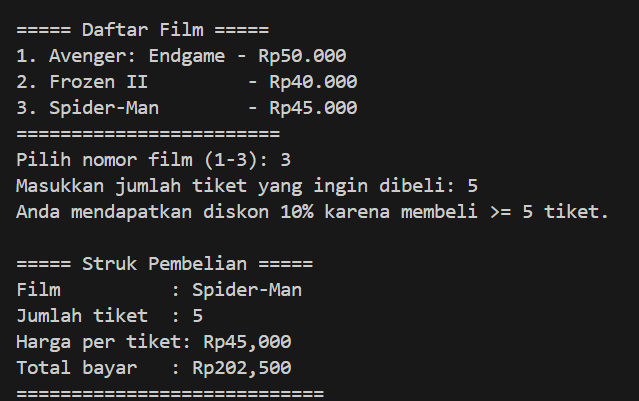 ===== Daftar Film =====
1. Avenger: Endgame - Rp50.000
2. Frozen II         - Rp40.000
3. Spider-Man        - Rp45.000
========================
Pilih nomor film (1-3): 3
Masukkan jumlah tiket yang ingin dibeli: 5
Anda mendapatkan diskon 10% karena membeli >= 5 tiket.

===== Struk Pembelian =====
Film          : Spider-Man
Jumlah tiket  : 5
Harga per tiket: Rp45,000
Total bayar   : Rp202,500
============================